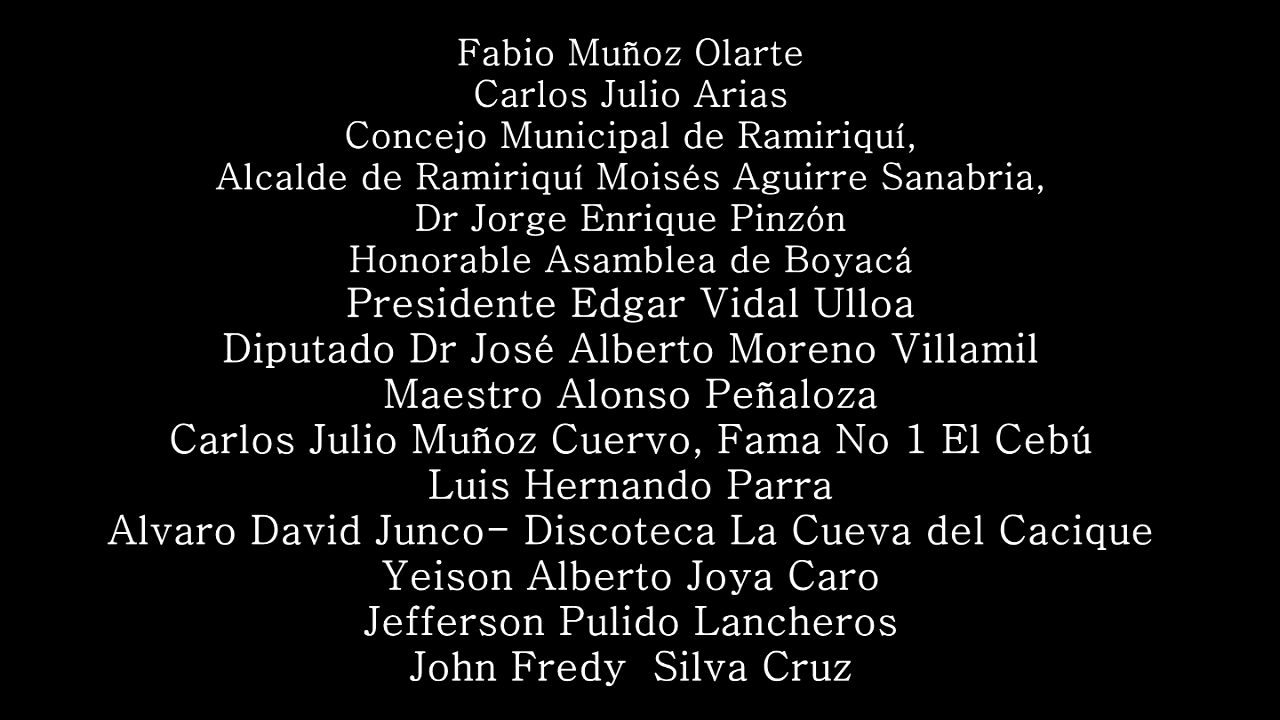 Fabio Muñoz Olarte
Carlos Julio Arias
Concejo Municipal de Ramiriquí,
Alcalde de Ramiriquí Moisés Aguirre Sanabria,
Dr Jorge Enrique Pinzón
Honorable Asamblea de Boyacá
Presidente Edgar Vidal Ulloa
Diputado Dr José Alberto Moreno Villamil
Maestro Alonso Peñaloza
Carlos Julio Muñoz Cuervo, Fama No 1 El Cebú
Luis Hernando Parra
Alvaro David Junco- Discoteca La Cueva del Cacique
Yeison Alberto Joya Caro
Jefferson Pulido Lancheros
John Fredy  Silva Cruz